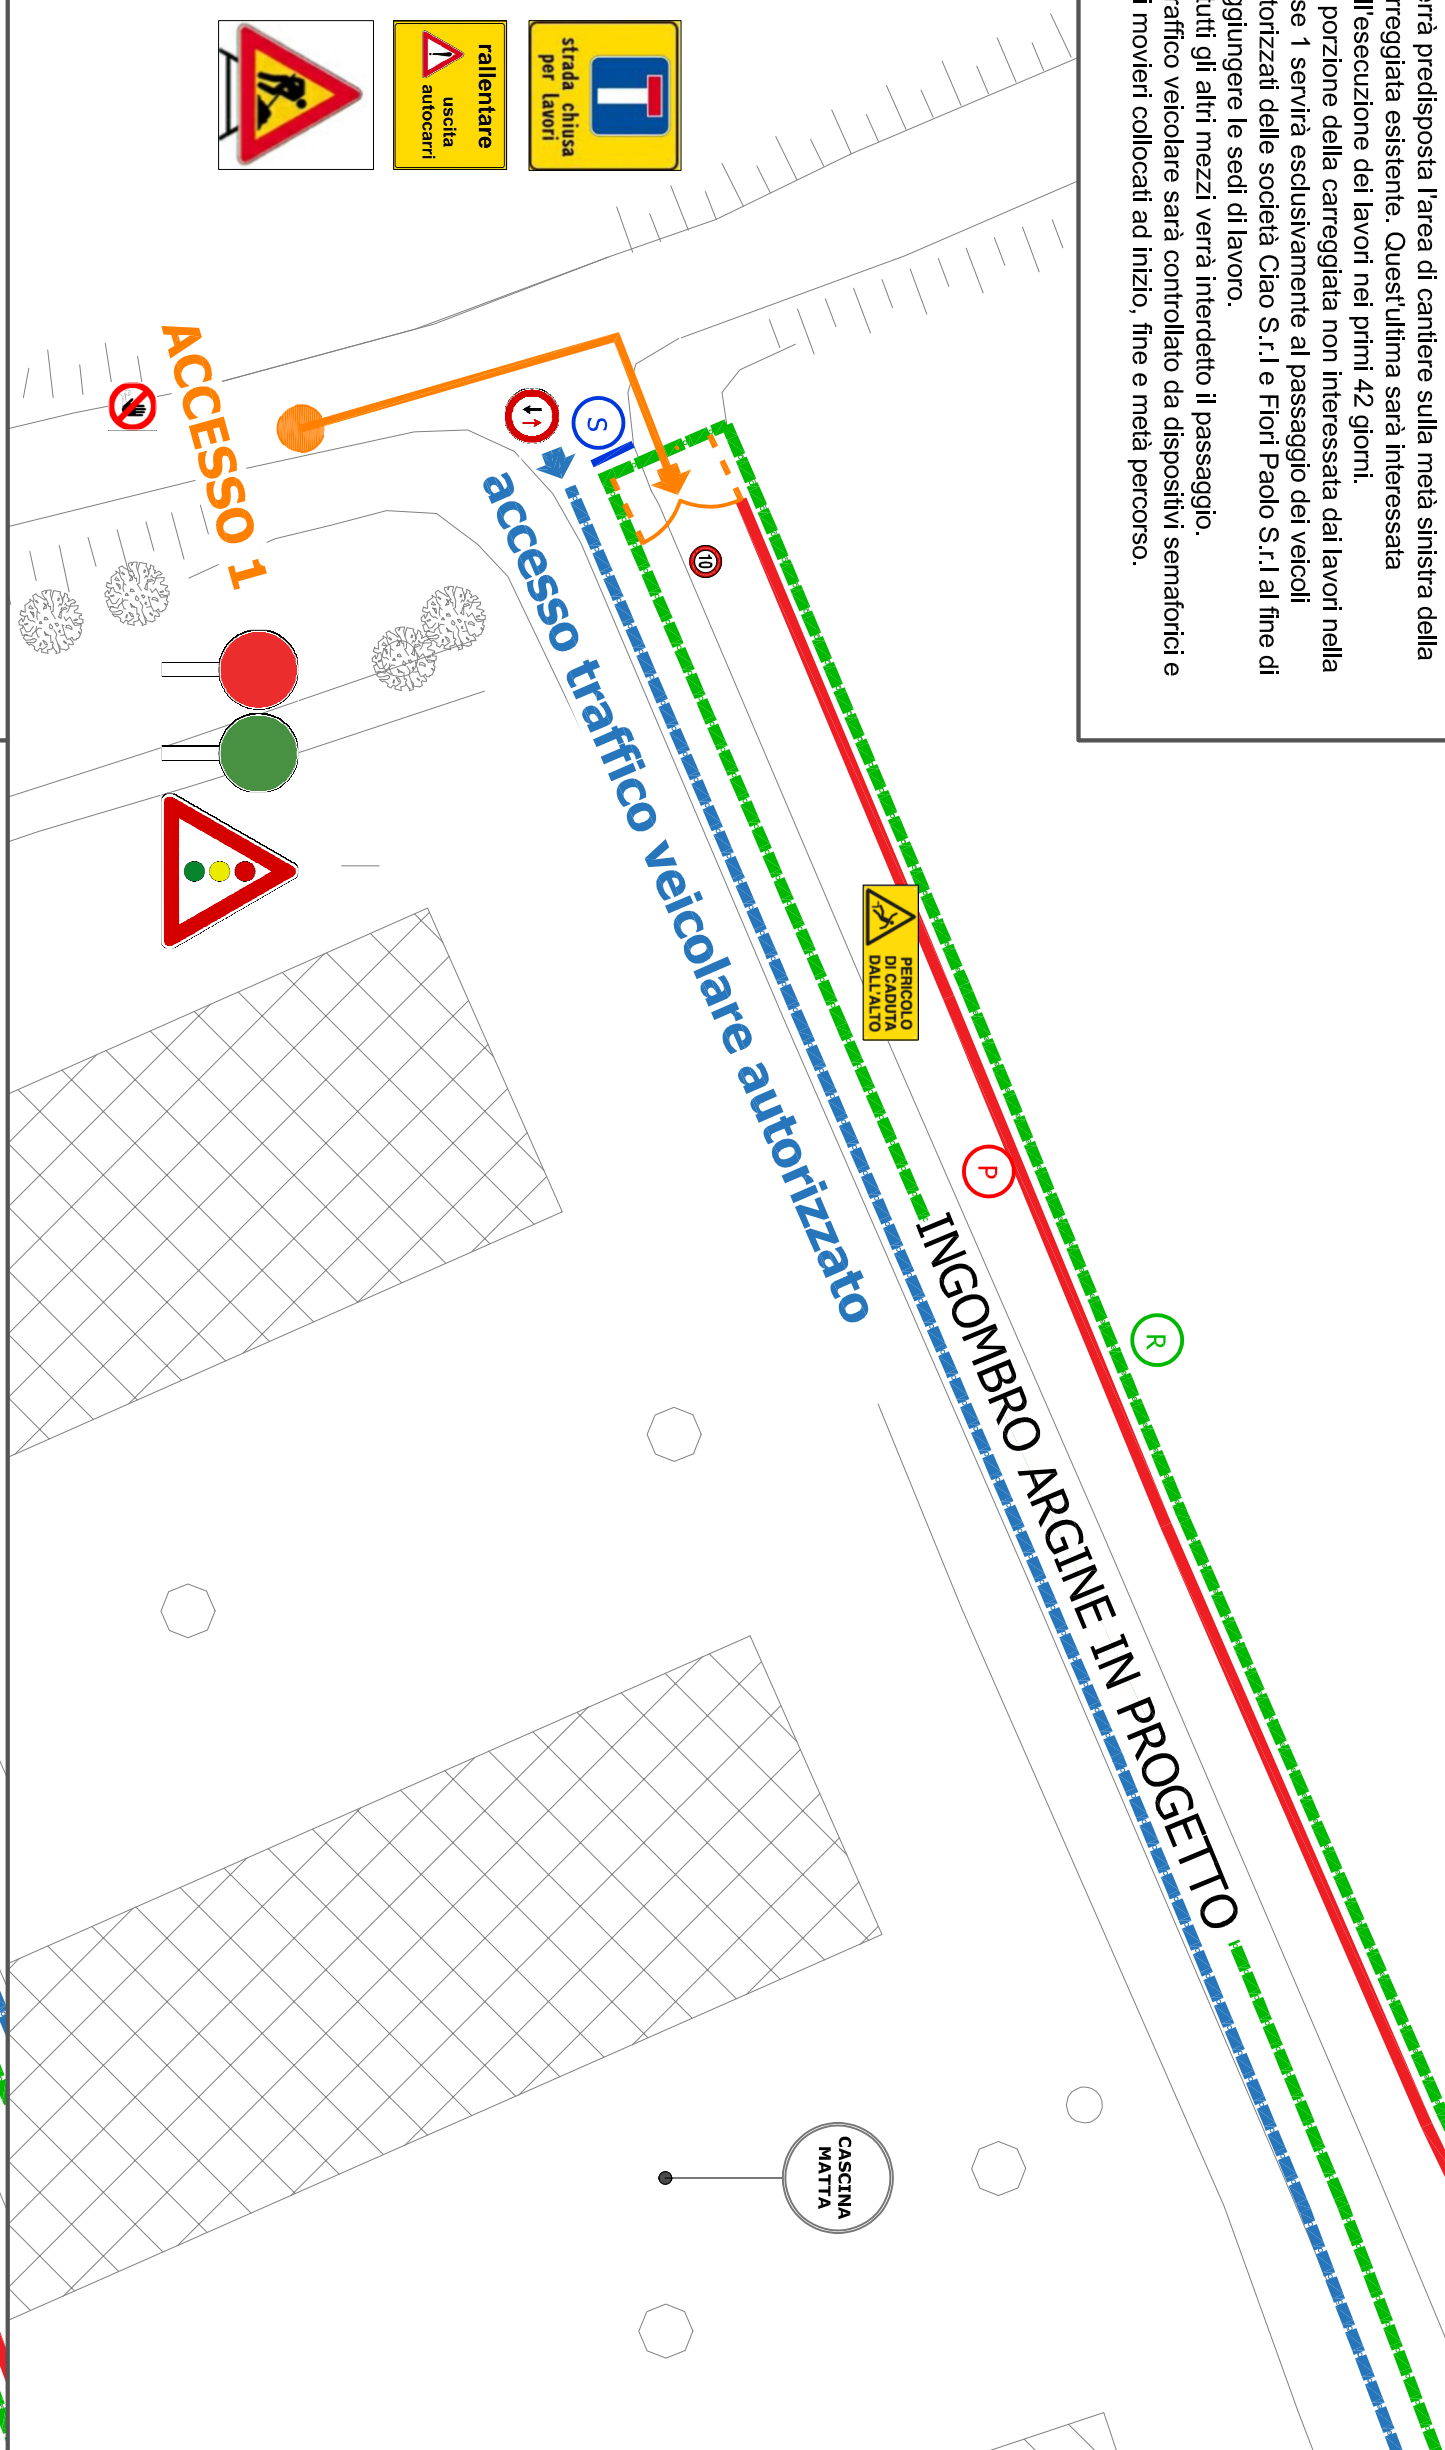 predisposta l'area di cantiere sulla metà sinistra della
esistente. Quest'ultima sarà interessata
ll'esecuzione dei lavori nei primi 42 giorni.
porzione della carreggiata non interessata dai lavori nella
se 1 servirà esclusivamente al passaggio dei veicoli
torizzati delle società Ciao S.r.l e Fiori Paolo S.r.l al fine di
ggiungere le sedi di lavoro.
tutti gli altri mezzi verrà interdetto il passaggio.
raffico veicolare sarà controllato da dispositivi semaforici e
i movieri collocati ad inizio, fine e metà percorso.
strada chiusa
per lavori
rallentare
uscita
autocarri
ACCESSO 1
S
10
accesso traffico veicolare autorizzato
PERICOLO
DI CADUTA
DALL'ALTO
P
R
INGOMBRO ARGINE IN PROGETTO
CASCINA
MATTA